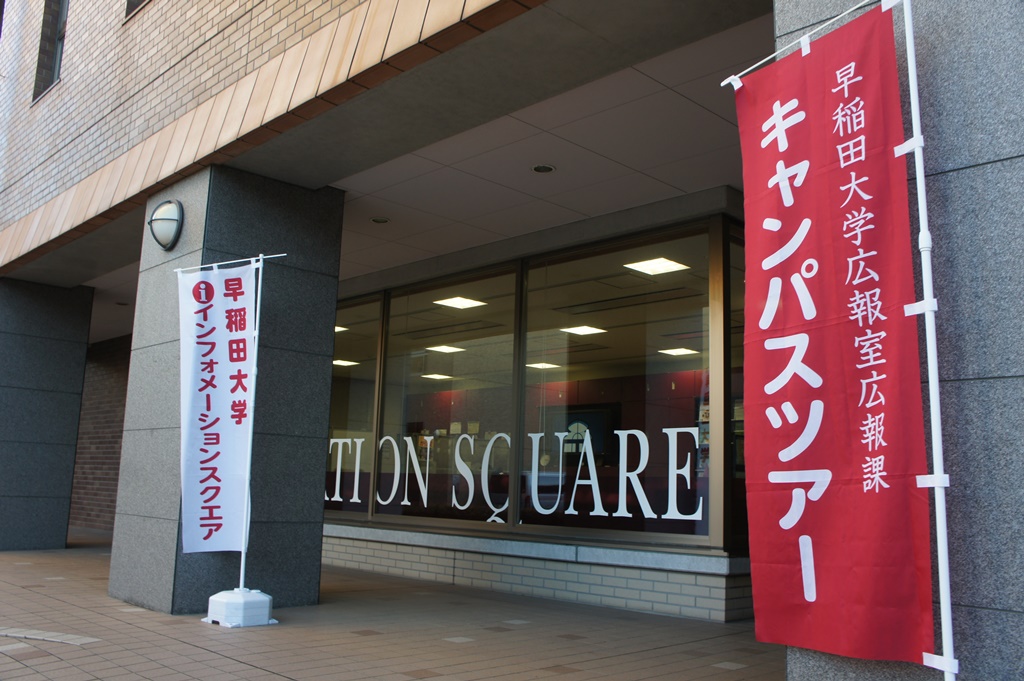 早稲田大学
iインフォメーションスクエア
ATION SQUARE
早稲田大学広報室広報課
キャンパスツアー